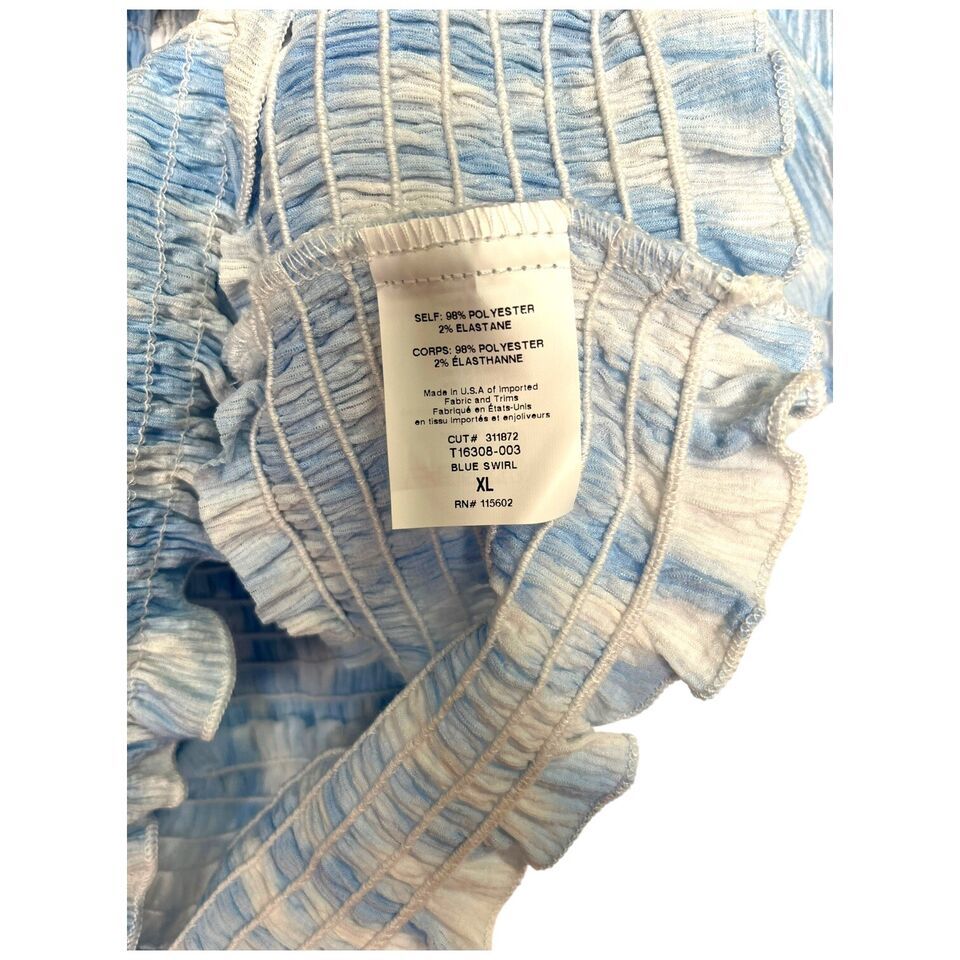 SELF: 98% POLYESTER
2% ELASTANE
CORPS: 98% POLYESTER
2% ÉLASTHANNE
Made in U.S.A of Imported
Fabric and Trims
Fabriqué en États-Unis
en tissu importés et enjoliveurs
CUT# 311872
T16308-003
BLUE SWIRL
XL
RN# 115602